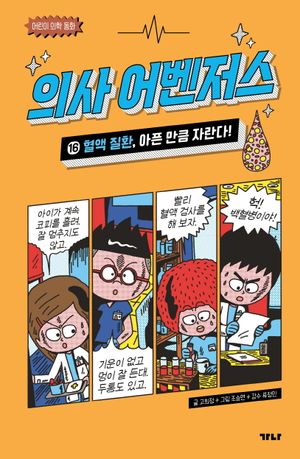 어린이 의학 동화
의사 어벤저스
16 혈액 질환, 아픈 만큼 자란다!
아이가 계속
코피를 흘려.
잘 멈추지도
않고.
기운이 없고
멍이 잘 든대.
두통도 있고.
빨리
혈액 검사를
해 보자.
헉!
백혈병이야!
글 고희정 + 그림 조승연 + 감수 류정민
가나